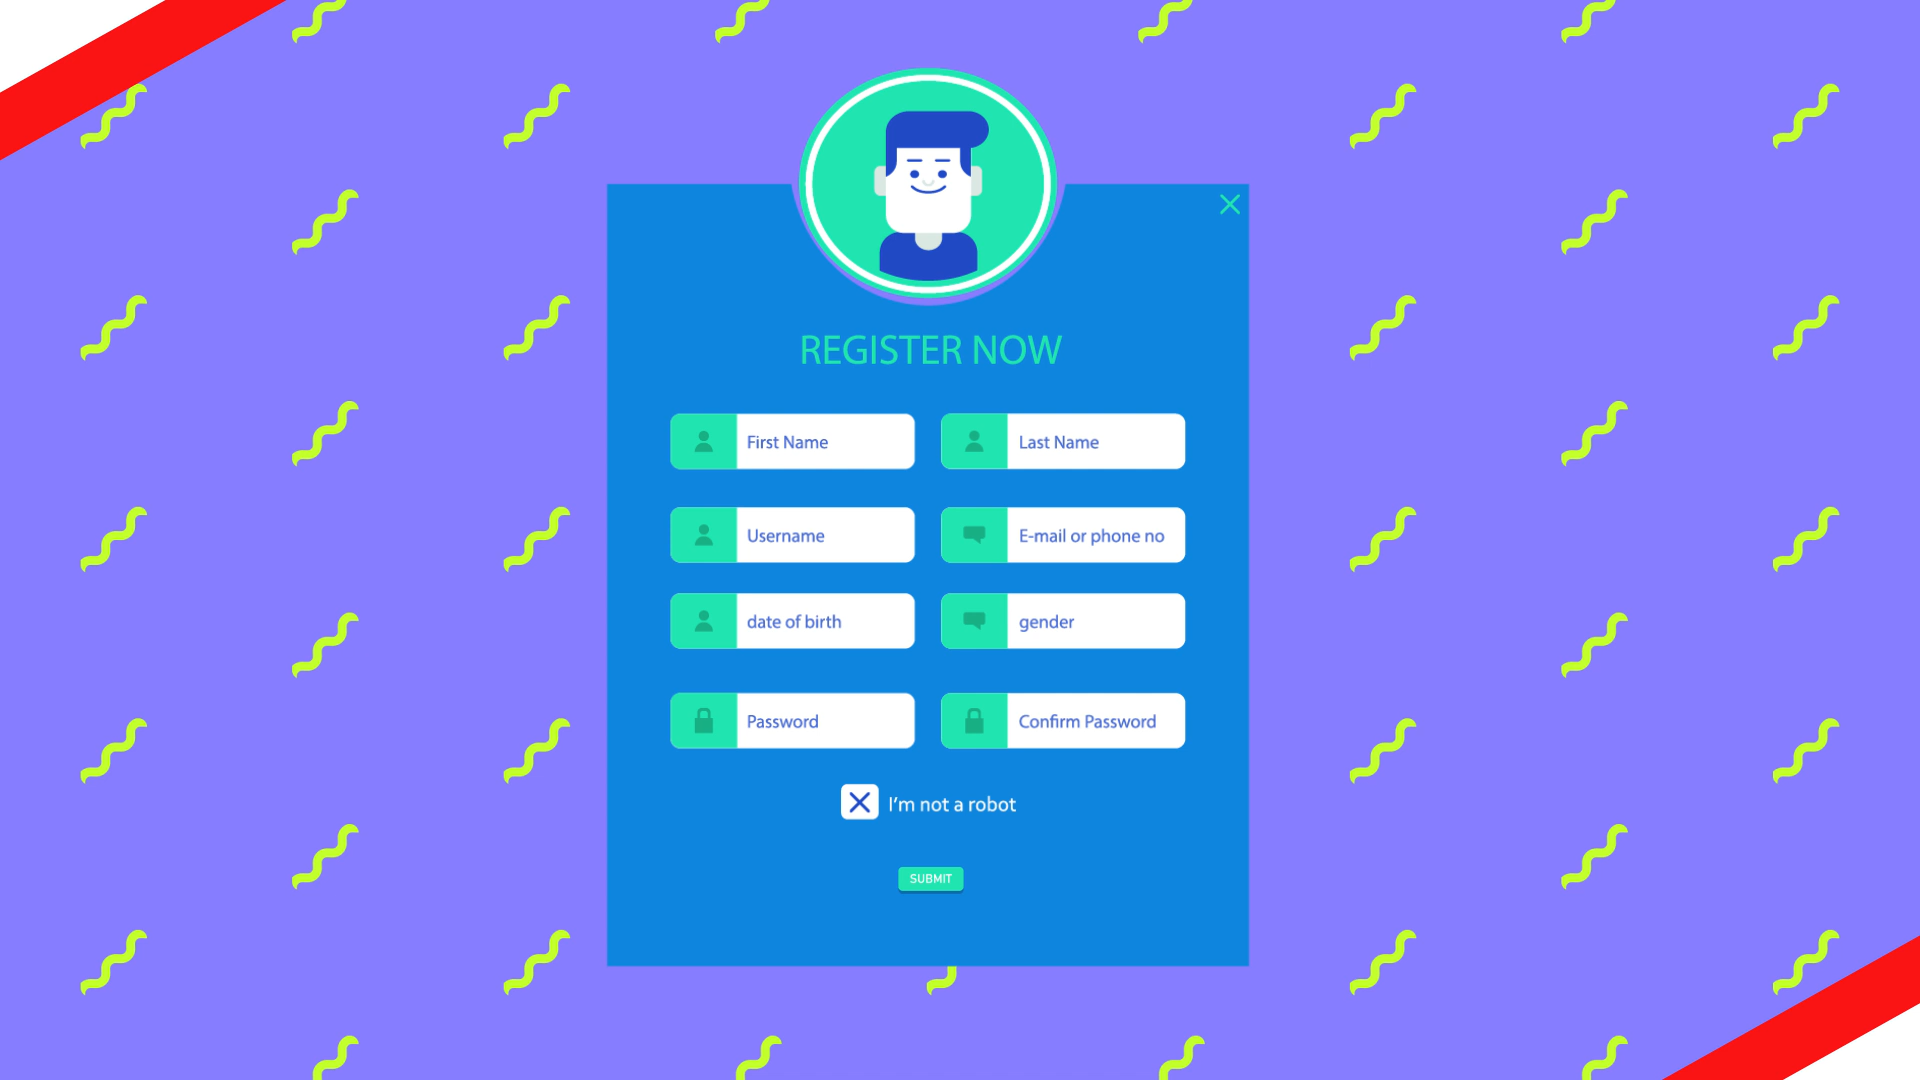 REGISTER NOW
First Name
Last Name
Username
E-mail or phone no
date of birth
gender
Password
Confirm Password
I'm not a robot
SUBMIT